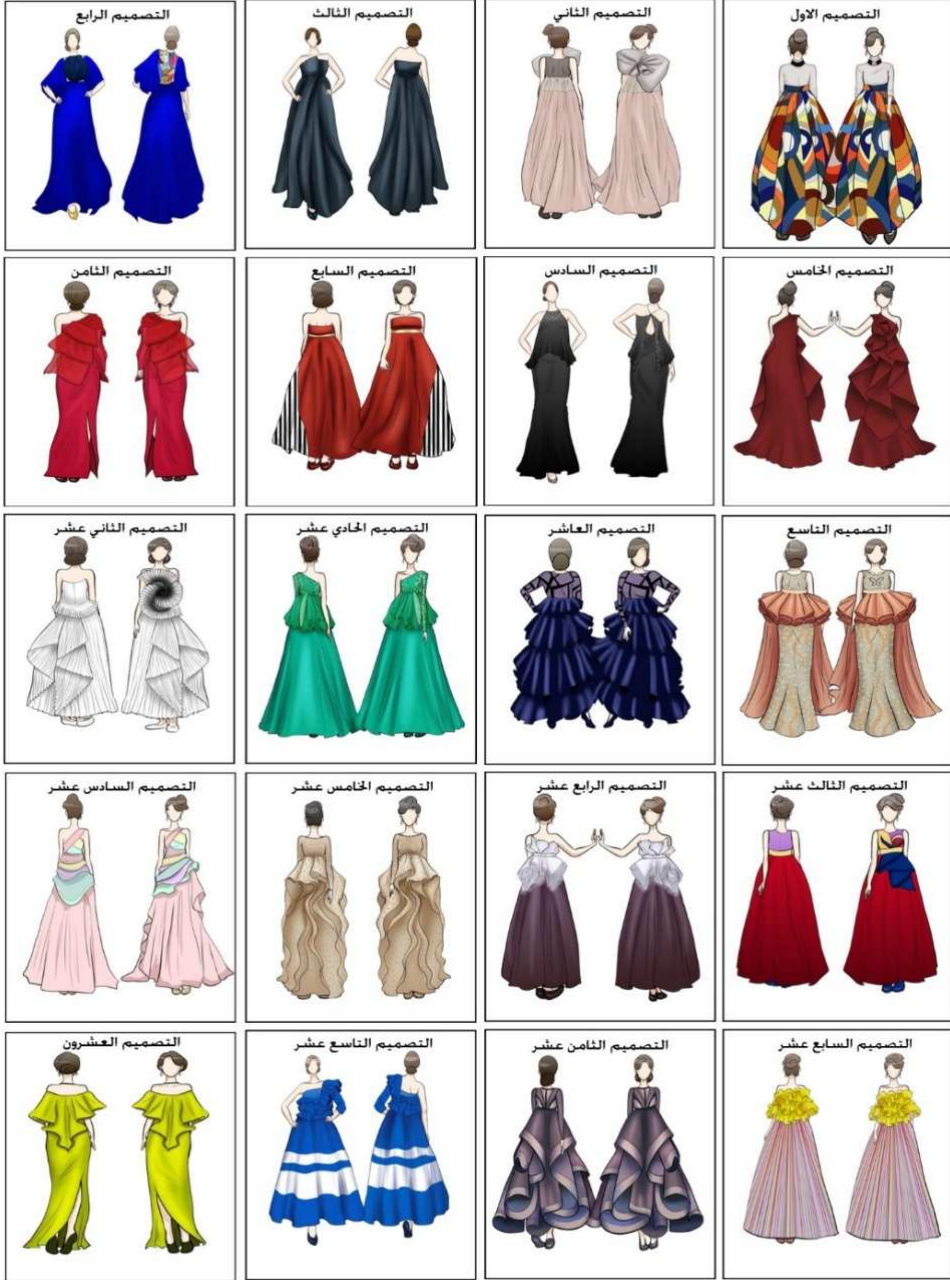 التصميم الاول
التصميم الثاني
التصميم الثالث
التصميم الرابع
التصميم الخامس
التصميم السادس
التصميم السابع
التصميم الثامن
التصميم التاسع
التصميم العاشر
التصميم الحادي عشر
التصميم الثاني عشر
التصميم الثالث عشر
التصميم الرابع عشر
التصميم الخامس عشر
التصميم السادس عشر
التصميم السابع عشر
التصميم الثامن عشر
التصميم التاسع عشر
التصميم العشرون